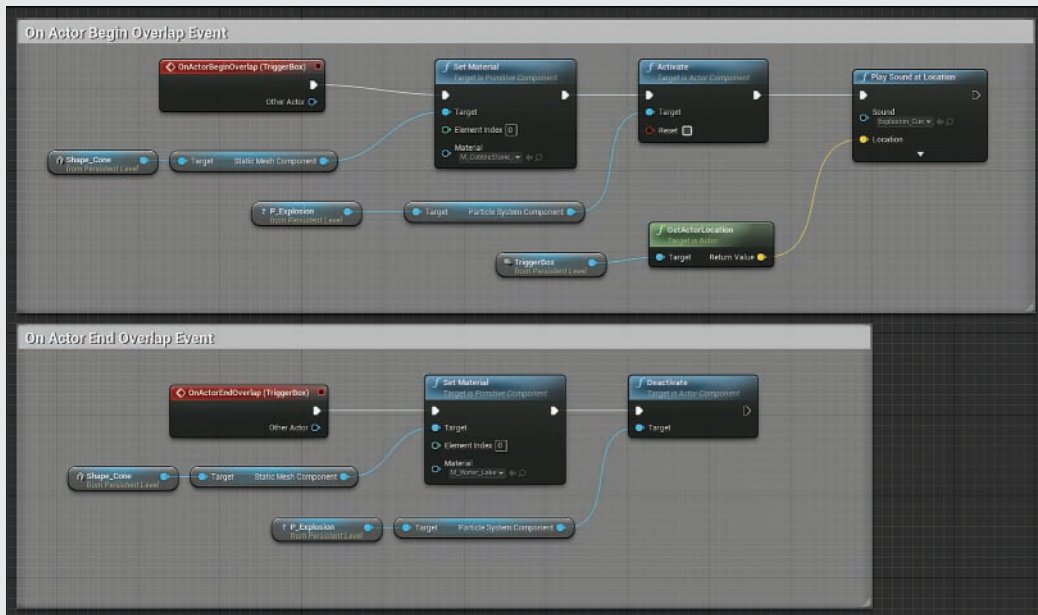 On Actor Begin Overlap Event
OnActorBeginOverlap (TriggerBox)
Other Actor
Set Material
Target is Primitive Component
Target
Element Index 0
Material
M_CobbleStone_
Activate
Target is Actor Component
Target
Reset
Play Sound at Location
Sound
Explosion_Cue
Location
Shape_Cone
from Persistent Level
Target Static Mesh Component
P_Explosion
from Persistent Level
Target Particle System Component
TriggerBox
from Persistent Level
GetActorLocation
Target is Actor
Target Return Value
On Actor End Overlap Event
OnActorEndOverlap (TriggerBox)
Other Actor
Set Material
Target is Primitive Component
Target
Element Index 0
Material
M_Water_Lake
Deactivate
Target is Actor Component
Target
Shape_Cone
from Persistent Level
Target Static Mesh Component
P_Explosion
from Persistent Level
Target Particle System Component